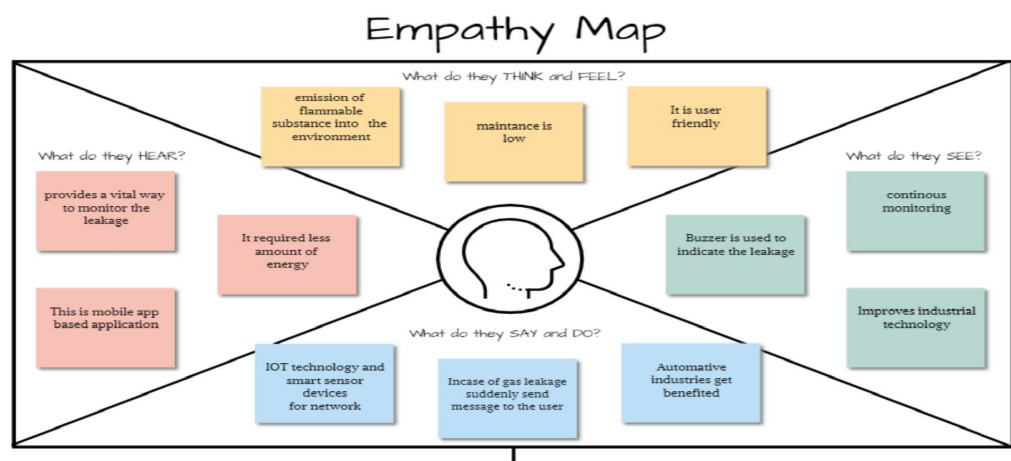 Empathy Map
What do they THINK and FEEL?
emission of
flammable
substance into the
environment
maintance is
low
It is user
friendly
What do they HEAR?
provides a vital way
to monitor the
leakage
It required less
amount of
energy
This is mobile app
based application
What do they SEE?
continous
monitoring
Buzzer is used to
indicate the leakage
Improves industrial
technology
What do they SAY and DO?
IOT technology and
smart sensor
devices
for network
Incase of gas leakage
suddenly send
message to the user
Automative
industries get
benefited